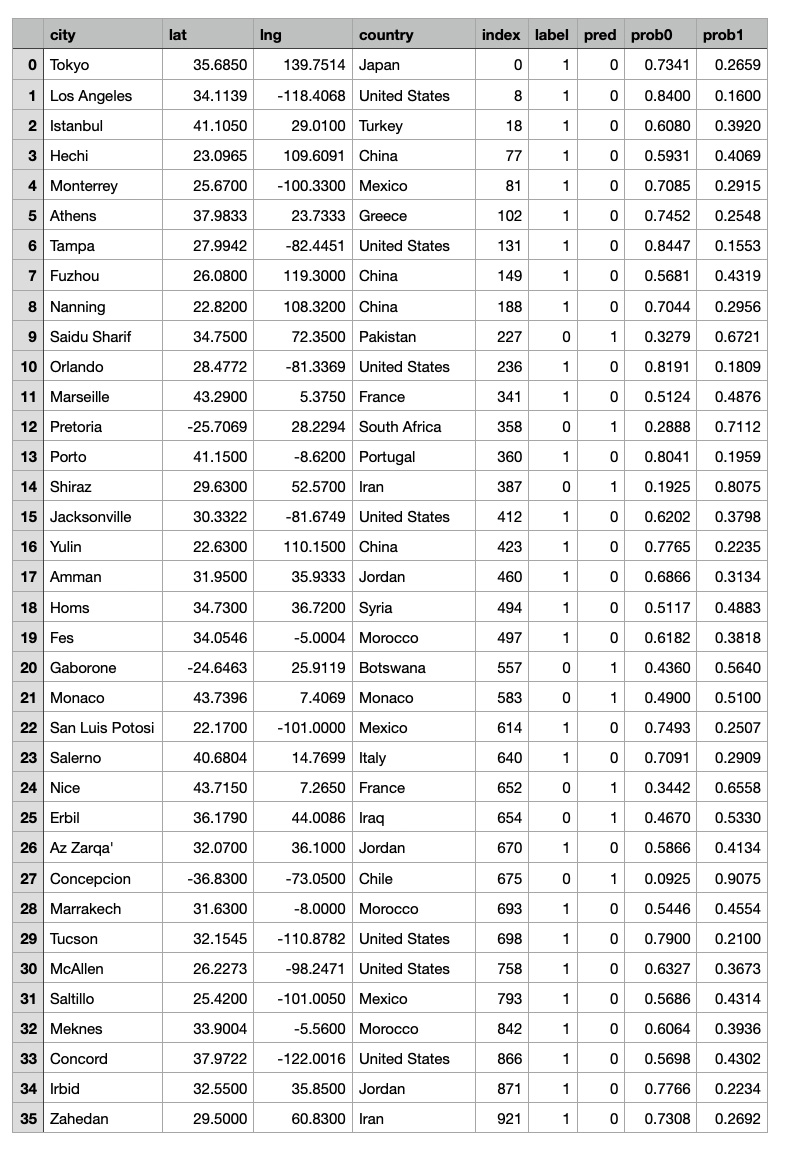 city lat lng country index label pred prob0 prob1
0 Tokyo 35.6850 139.7514 Japan 0 1 0 0.7341 0.2659
1 Los Angeles 34.1139 -118.4068 United States 8 1 0 0.8400 0.1600
2 Istanbul 41.1050 29.0100 Turkey 18 1 0 0.6080 0.3920
3 Hechi 23.0965 109.6091 China 77 1 0 0.5931 0.4069
4 Monterrey 25.6700 -100.3300 Mexico 81 1 0 0.7085 0.2915
5 Athens 37.9833 23.7333 Greece 102 1 0 0.7452 0.2548
6 Tampa 27.9942 -82.4451 United States 131 1 0 0.8447 0.1553
7 Fuzhou 26.0800 119.3000 China 149 1 0 0.5681 0.4319
8 Nanning 22.8200 108.3200 China 188 1 0 0.7044 0.2956
9 Saidu Sharif 34.7500 72.3500 Pakistan 227 0 1 0.3279 0.6721
10 Orlando 28.4772 -81.3369 United States 236 1 0 0.8191 0.1809
11 Marseille 43.2900 5.3750 France 341 1 0 0.5124 0.4876
12 Pretoria -25.7069 28.2294 South Africa 358 0 1 0.2888 0.7112
13 Porto 41.1500 -8.6200 Portugal 360 1 0 0.8041 0.1959
14 Shiraz 29.6300 52.5700 Iran 387 0 1 0.1925 0.8075
15 Jacksonville 30.3322 -81.6749 United States 412 1 0 0.6202 0.3798
16 Yulin 22.6300 110.1500 China 423 1 0 0.7765 0.2235
17 Amman 31.9500 35.9333 Jordan 460 1 0 0.6866 0.3134
18 Homs 34.7300 36.7200 Syria 494 1 0 0.5117 0.4883
19 Fes 34.0546 -5.0004 Morocco 497 1 0 0.6182 0.3818
20 Gaborone -24.6463 25.9119 Botswana 557 0 1 0.4360 0.5640
21 Monaco 43.7396 7.4069 Monaco 583 0 1 0.4900 0.5100
22 San Luis Potosi 22.1700 -101.0000 Mexico 614 1 0 0.7493 0.2507
23 Salerno 40.6804 14.7699 Italy 640 1 0 0.7091 0.2909
24 Nice 43.7150 7.2650 France 652 0 1 0.3442 0.6558
25 Erbil 36.1790 44.0086 Iraq 654 0 1 0.4670 0.5330
26 Az Zarqa' 32.0700 36.1000 Jordan 670 1 0 0.5866 0.4134
27 Concepcion -36.8300 -73.0500 Chile 675 0 1 0.0925 0.9075
28 Marrakech 31.6300 -8.0000 Morocco 693 1 0 0.5446 0.4554
29 Tucson 32.1545 -110.8782 United States 698 1 0 0.7900 0.2100
30 McAllen 26.2273 -98.2471 United States 758 1 0 0.6327 0.3673
31 Saltillo 25.4200 -101.0050 Mexico 793 1 0 0.5686 0.4314
32 Meknes 33.9004 -5.5600 Morocco 842 1 0 0.6064 0.3936
33 Concord 37.9722 -122.0016 United States 866 1 0 0.5698 0.4302
34 Irbid 32.5500 35.8500 Jordan 871 1 0 0.7766 0.2234
35 Zahedan 29.5000 60.8300 Iran 921 1 0 0.7308 0.2692